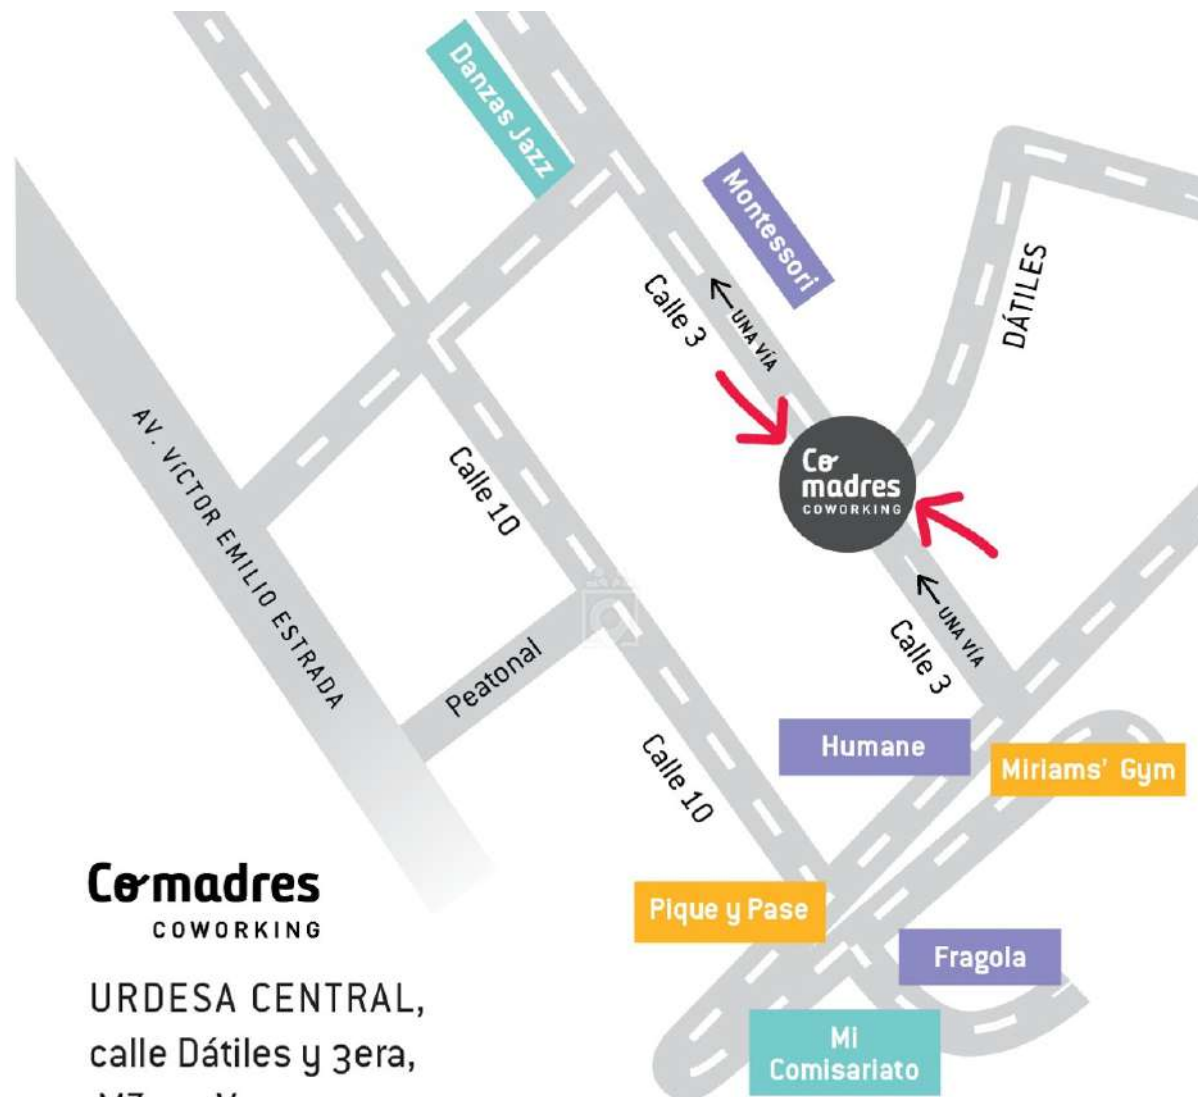 Danzas Jazz
Montessori
DÁTILES
Calle 3
UNA VÍA
Co
madres
COWORKING
AV. VÍCTOR EMILIO ESTRADA
Calle 10
UNA VÍA
Calle 3
Peatonal
Humane
Miriams' Gym
Calle 10
Pique y Pase
Fragola
Mi
Comisariato
Comadres
COWORKING
URDESA CENTRAL,
calle Dátiles y 3era,